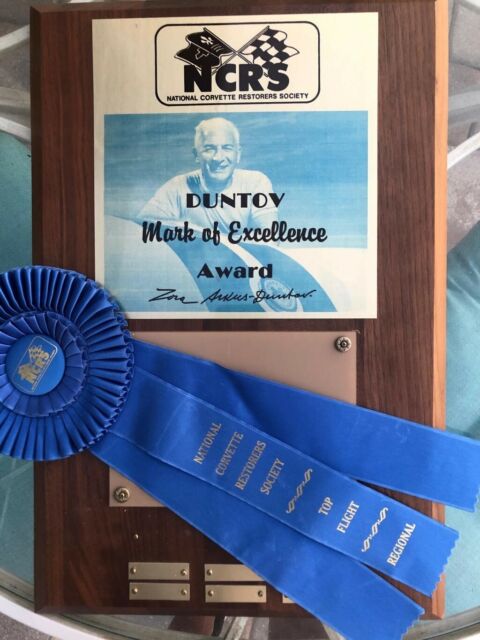 NCRS
NATIONAL CORVETTE RESTORERS SOCIETY
DUNTOV
Mark of Excellence
Award
Zora Arkus-Duntov.
NCRS
NATIONAL
CORVETTE
RESTORERS
SOCIETY
TOP
FLIGHT
REGIONAL